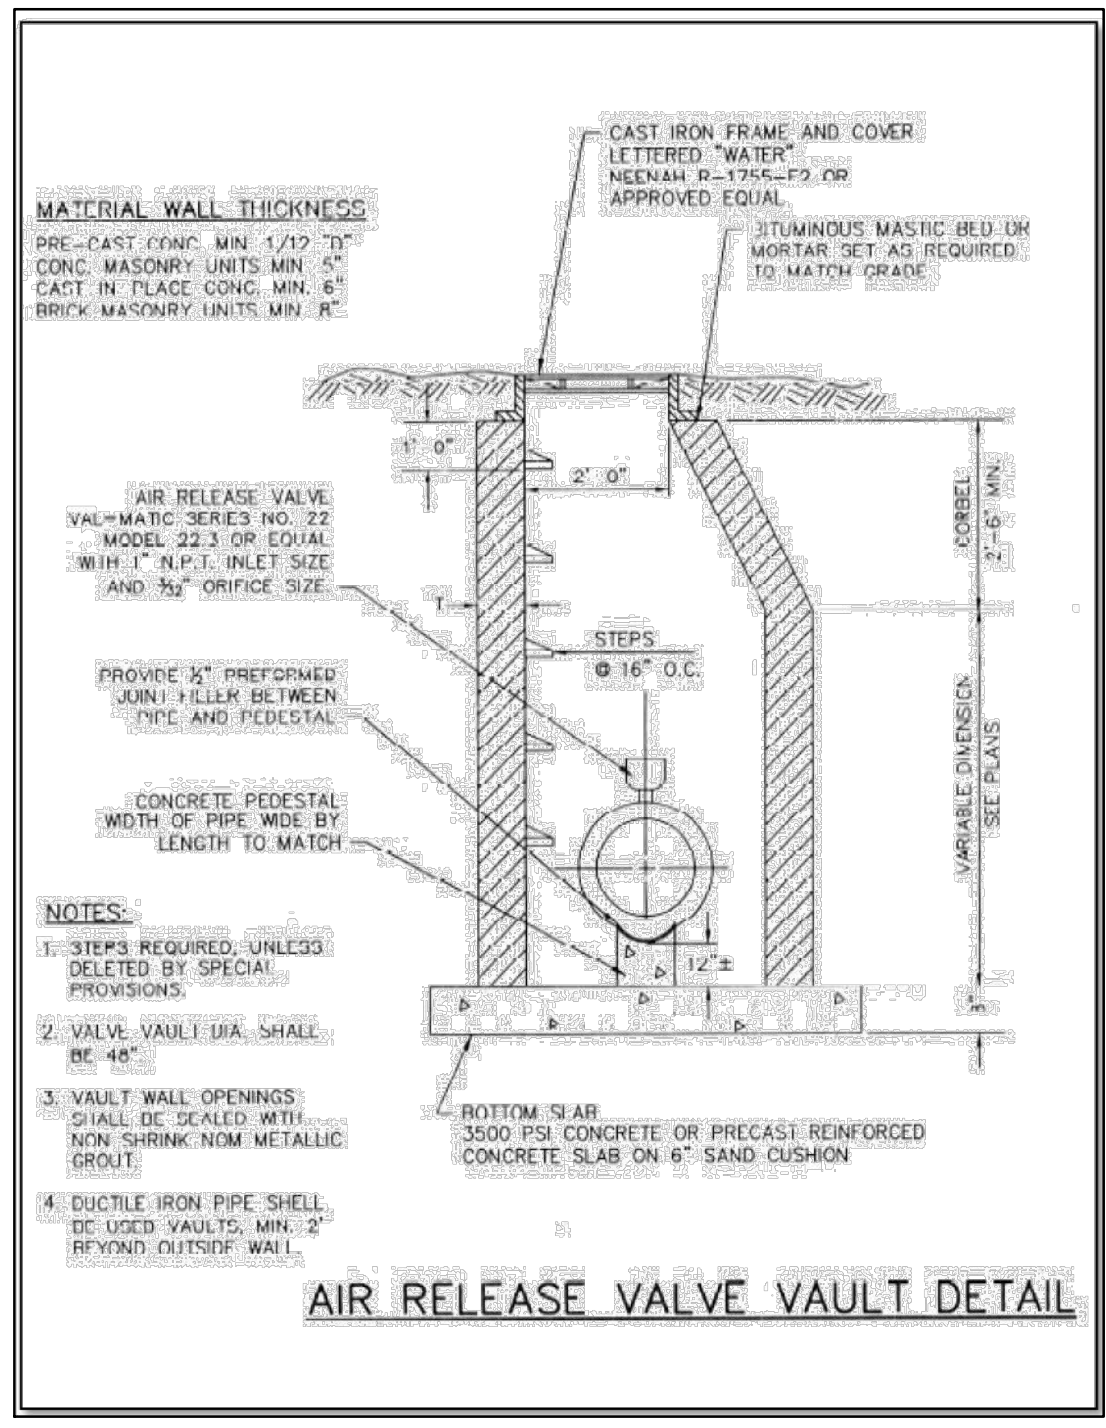 CAST IRON FRAME AND COVER
LETTERED "WATER"
NEENAH R-1755-F2 OR
APPROVED EQUAL
BITUMINOUS MASTIC BED OR
MORTAR SET AS REQUIRED
TO MATCH GRADE
MATERIAL WALL THICKNESS
PRE-CAST CONC. MIN. 1/12 "D"
CONC. MASONRY UNITS MIN. 5"
CAST IN PLACE CONC. MIN. 6"
BRICK MASONRY UNITS MIN. 8"
1' 0"
2' 0"
CORBEL
2'-6" MIN.
AIR RELEASE VALVE
VAL-MATIC SERIES NO. 22
MODEL 22.3 OR EQUAL
WITH 1" N.P.T. INLET SIZE
AND 3/32" ORIFICE SIZE
T
STEPS
@ 16" O.C.
PROVIDE ½" PREFORMED
JOINT FILLER BETWEEN
PIPE AND PEDESTAL
VARIABLE DIMENSION
SEE PLANS
CONCRETE PEDESTAL
WIDTH OF PIPE WIDE BY
LENGTH TO MATCH
12"±
NOTES:
1. STEPS REQUIRED, UNLESS
DELETED BY SPECIAL
PROVISIONS.
2. VALVE VAULT DIA. SHALL
BE 48"
3. VAULT WALL OPENINGS
SHALL BE SEALED WITH
NON SHRINK NOM METALLIC
GROUT.
4. DUCTILE IRON PIPE SHELL
BE USED VAULTS, MIN. 2'
BEYOND OUTSIDE WALL.
BOTTOM SLAB
3500 PSI CONCRETE OR PRECAST REINFORCED
CONCRETE SLAB ON 6" SAND CUSHION
AIR RELEASE VALVE VAULT DETAIL